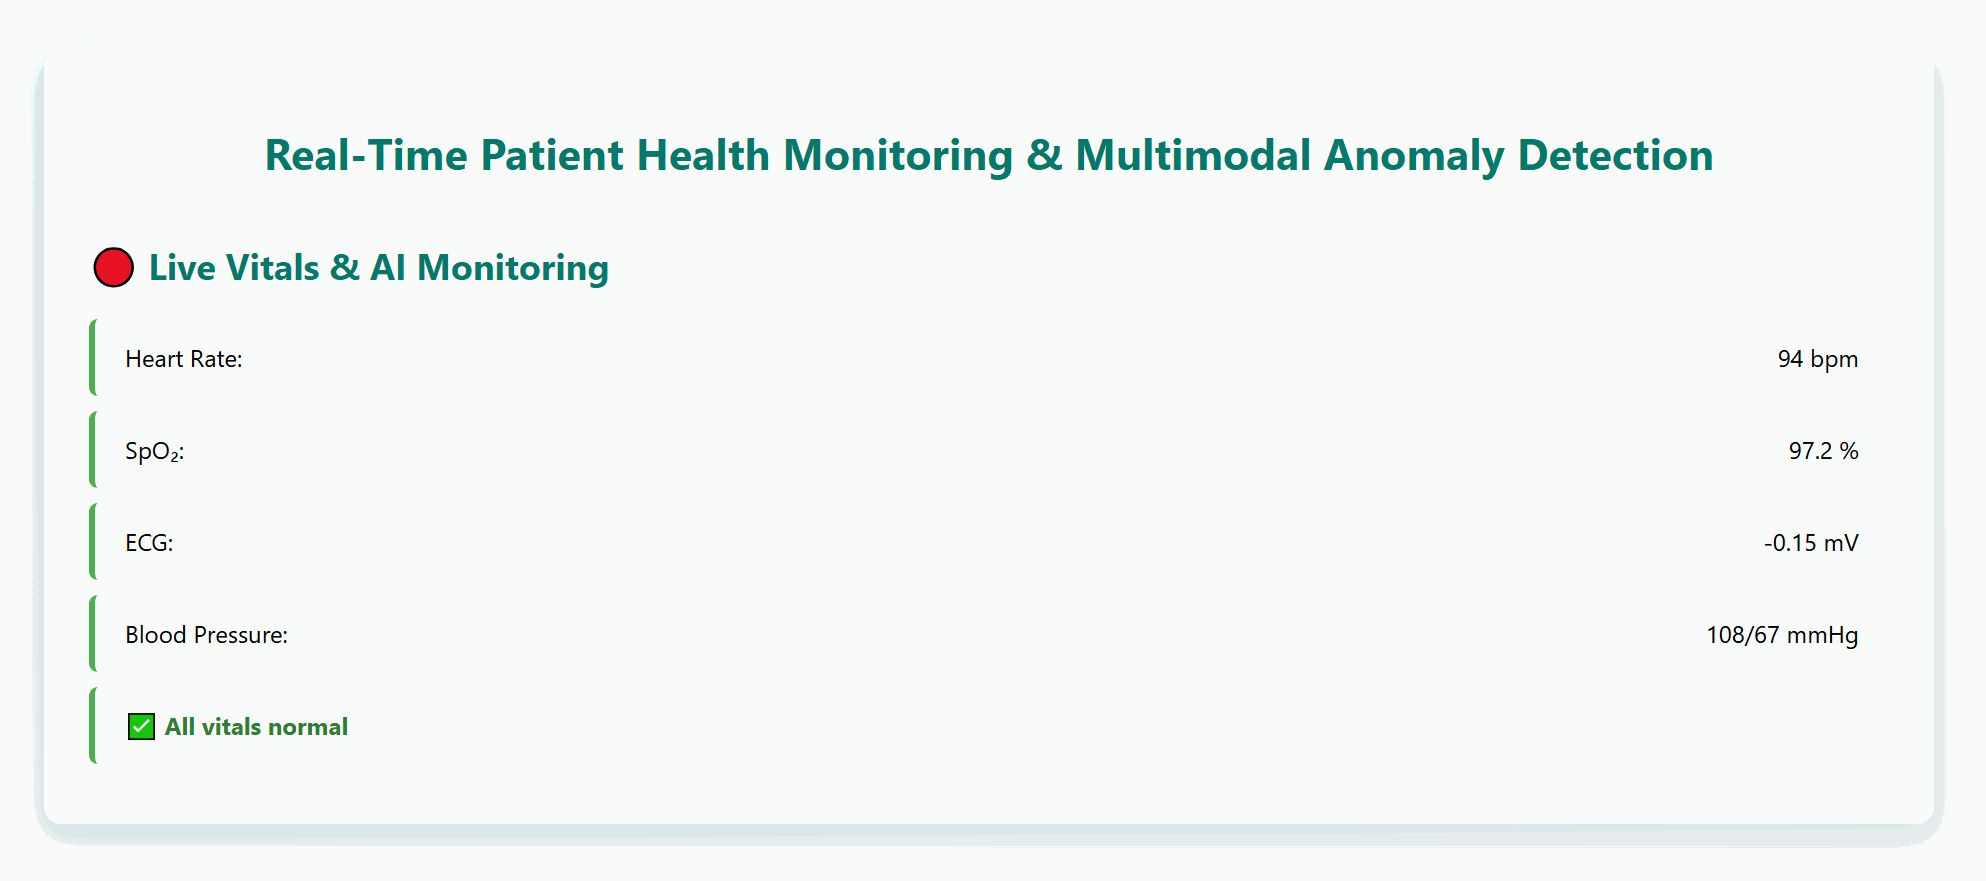 Real-Time Patient Health Monitoring & Multimodal Anomaly Detection
Live Vitals & AI Monitoring
Heart Rate: 94 bpm
SpO₂: 97.2 %
ECG: -0.15 mV
Blood Pressure: 108/67 mmHg
All vitals normal